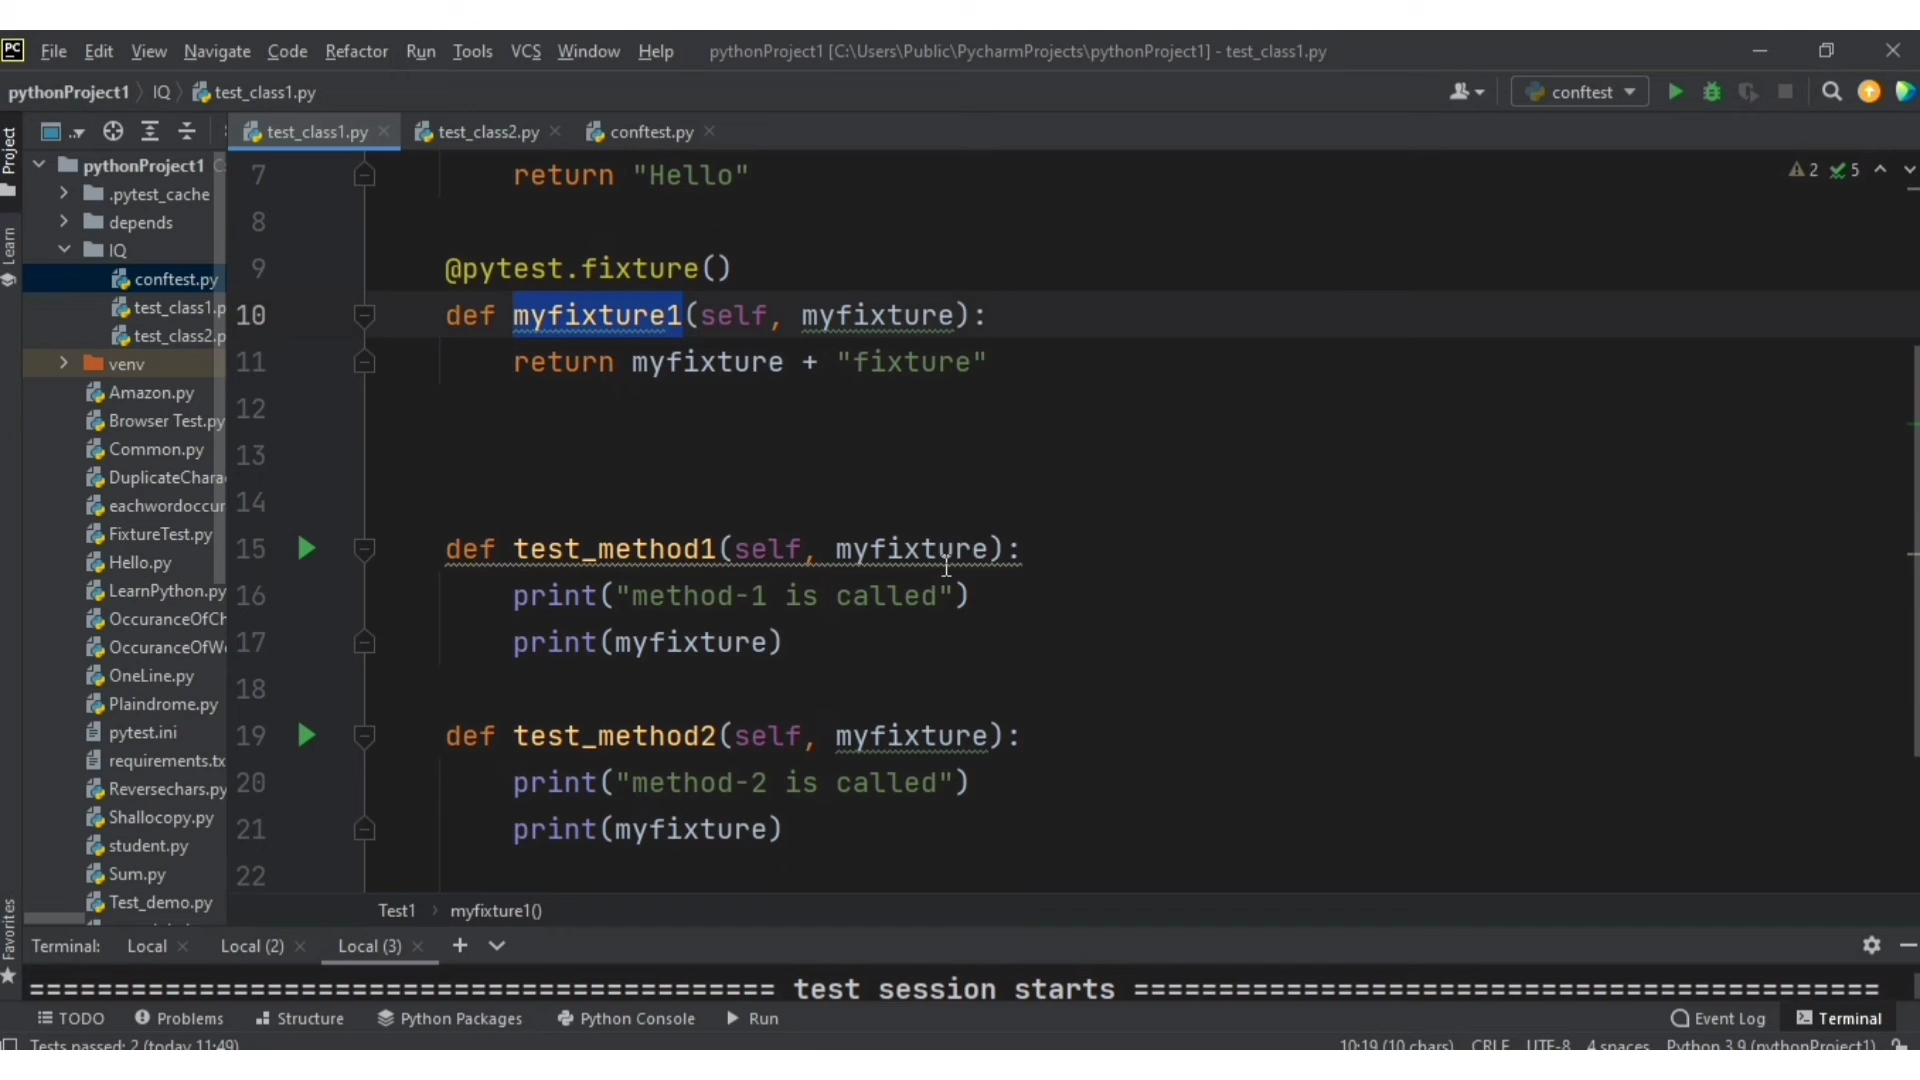 PC File Edit View Navigate Code Refactor Run Tools VCS Window Help pythonProject1 [C:\Users\Public\PycharmProjects\pythonProject1] - test_class1.py
pythonProject1 IQ test_class1.py conftest
test_class1.py test_class2.py conftest.py
Project
Learn
Favorites
pythonProject1
.pytest_cache
depends
IQ
conftest.py
test_class1.p
test_class2.p
venv
Amazon.py
Browser Test.py
Common.py
DuplicateChara
eachwordoccur
FixtureTest.py
Hello.py
LearnPython.py
OccuranceOfCh
OccuranceOfWo
OneLine.py
Plaindrome.py
pytest.ini
requirements.tx
Reversechars.py
Shallocopy.py
student.py
Sum.py
Test_demo.py
2 5
7 return "Hello"
8
9 @pytest.fixture()
10 def myfixture1(self, myfixture):
11 return myfixture + "fixture"
12
13
14
15 def test_method1(self, myfixture):
16 print("method-1 is called")
17 print(myfixture)
18
19 def test_method2(self, myfixture):
20 print("method-2 is called")
21 print(myfixture)
22
Test1 myfixture1()
Terminal: Local Local (2) Local (3)
============================================ test session starts ============================================
TODO Problems Structure Python Packages Python Console Run Event Log Terminal
Tests passed: 2 (today 11:49) 10:19 (10 chars) CRLF UTF-8 4 spaces Python 3.9 (pythonProject1)